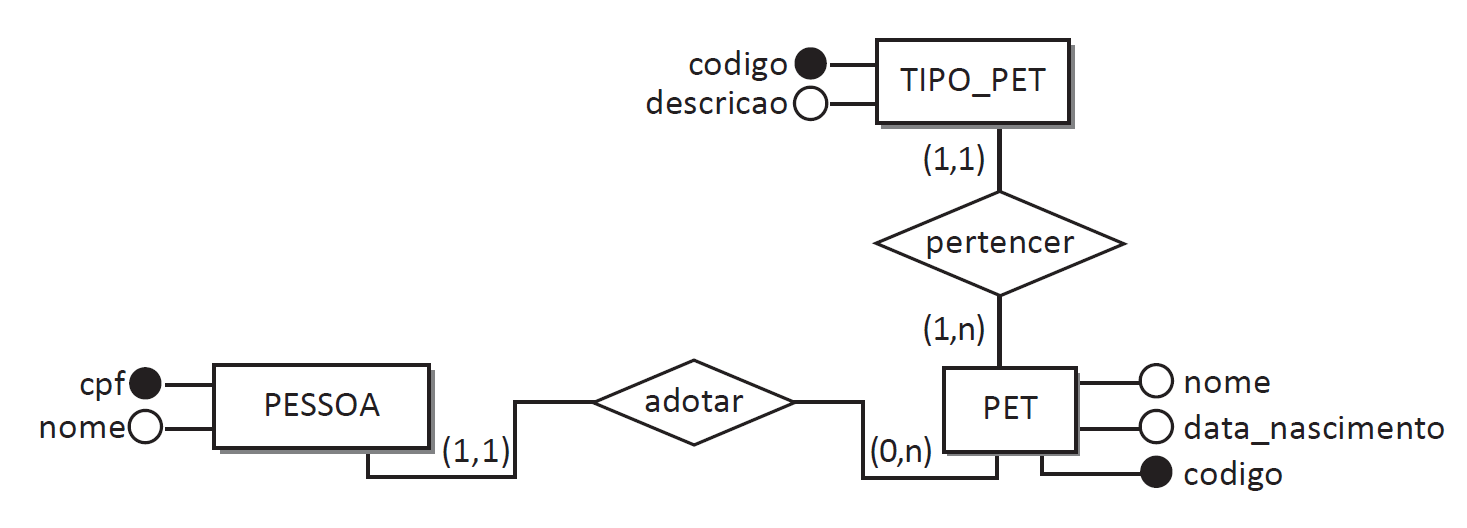 codigo
TIPO_PET
descricao
(1,1)
pertencer
(1,n)
cpf
PESSOA
nome
(1,1)
adotar
(0,n)
PET
nome
data_nascimento
codigo